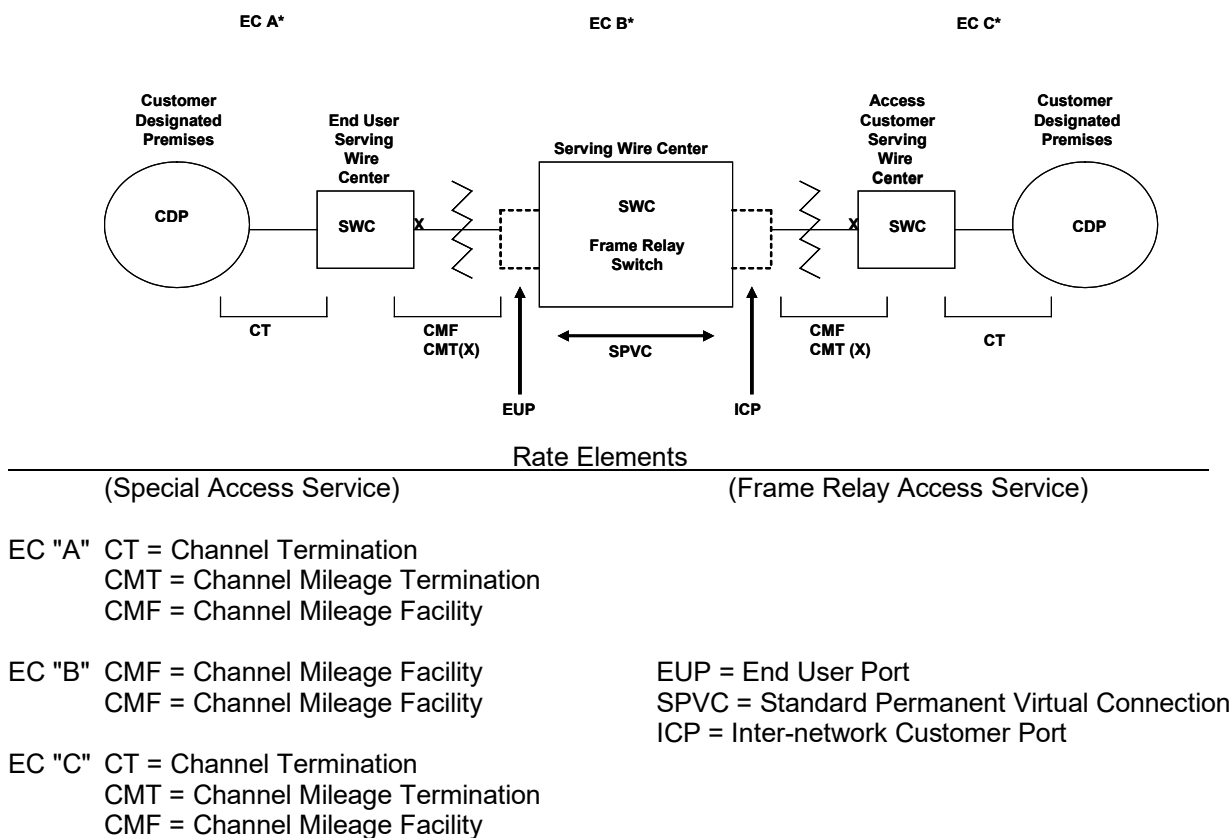 EC A* EC B* EC C*
Customer
Designated
Premises
End User
Serving
Wire
Center
Serving Wire Center
Access
Customer
Serving
Wire
Center
Customer
Designated
Premises
CDP
SWC
X
SWC
Frame Relay
Switch
X
SWC
CDP
CT
CMF
CMT(X)
SPVC
CMF
CMT (X)
CT
EUP
ICP
Rate Elements
(Special Access Service) (Frame Relay Access Service)
EC "A" CT = Channel Termination
CMT = Channel Mileage Termination
CMF = Channel Mileage Facility
EC "B" CMF = Channel Mileage Facility EUP = End User Port
CMF = Channel Mileage Facility SPVC = Standard Permanent Virtual Connection
ICP = Inter-network Customer Port
EC "C" CT = Channel Termination
CMT = Channel Mileage Termination
CMF = Channel Mileage Facility